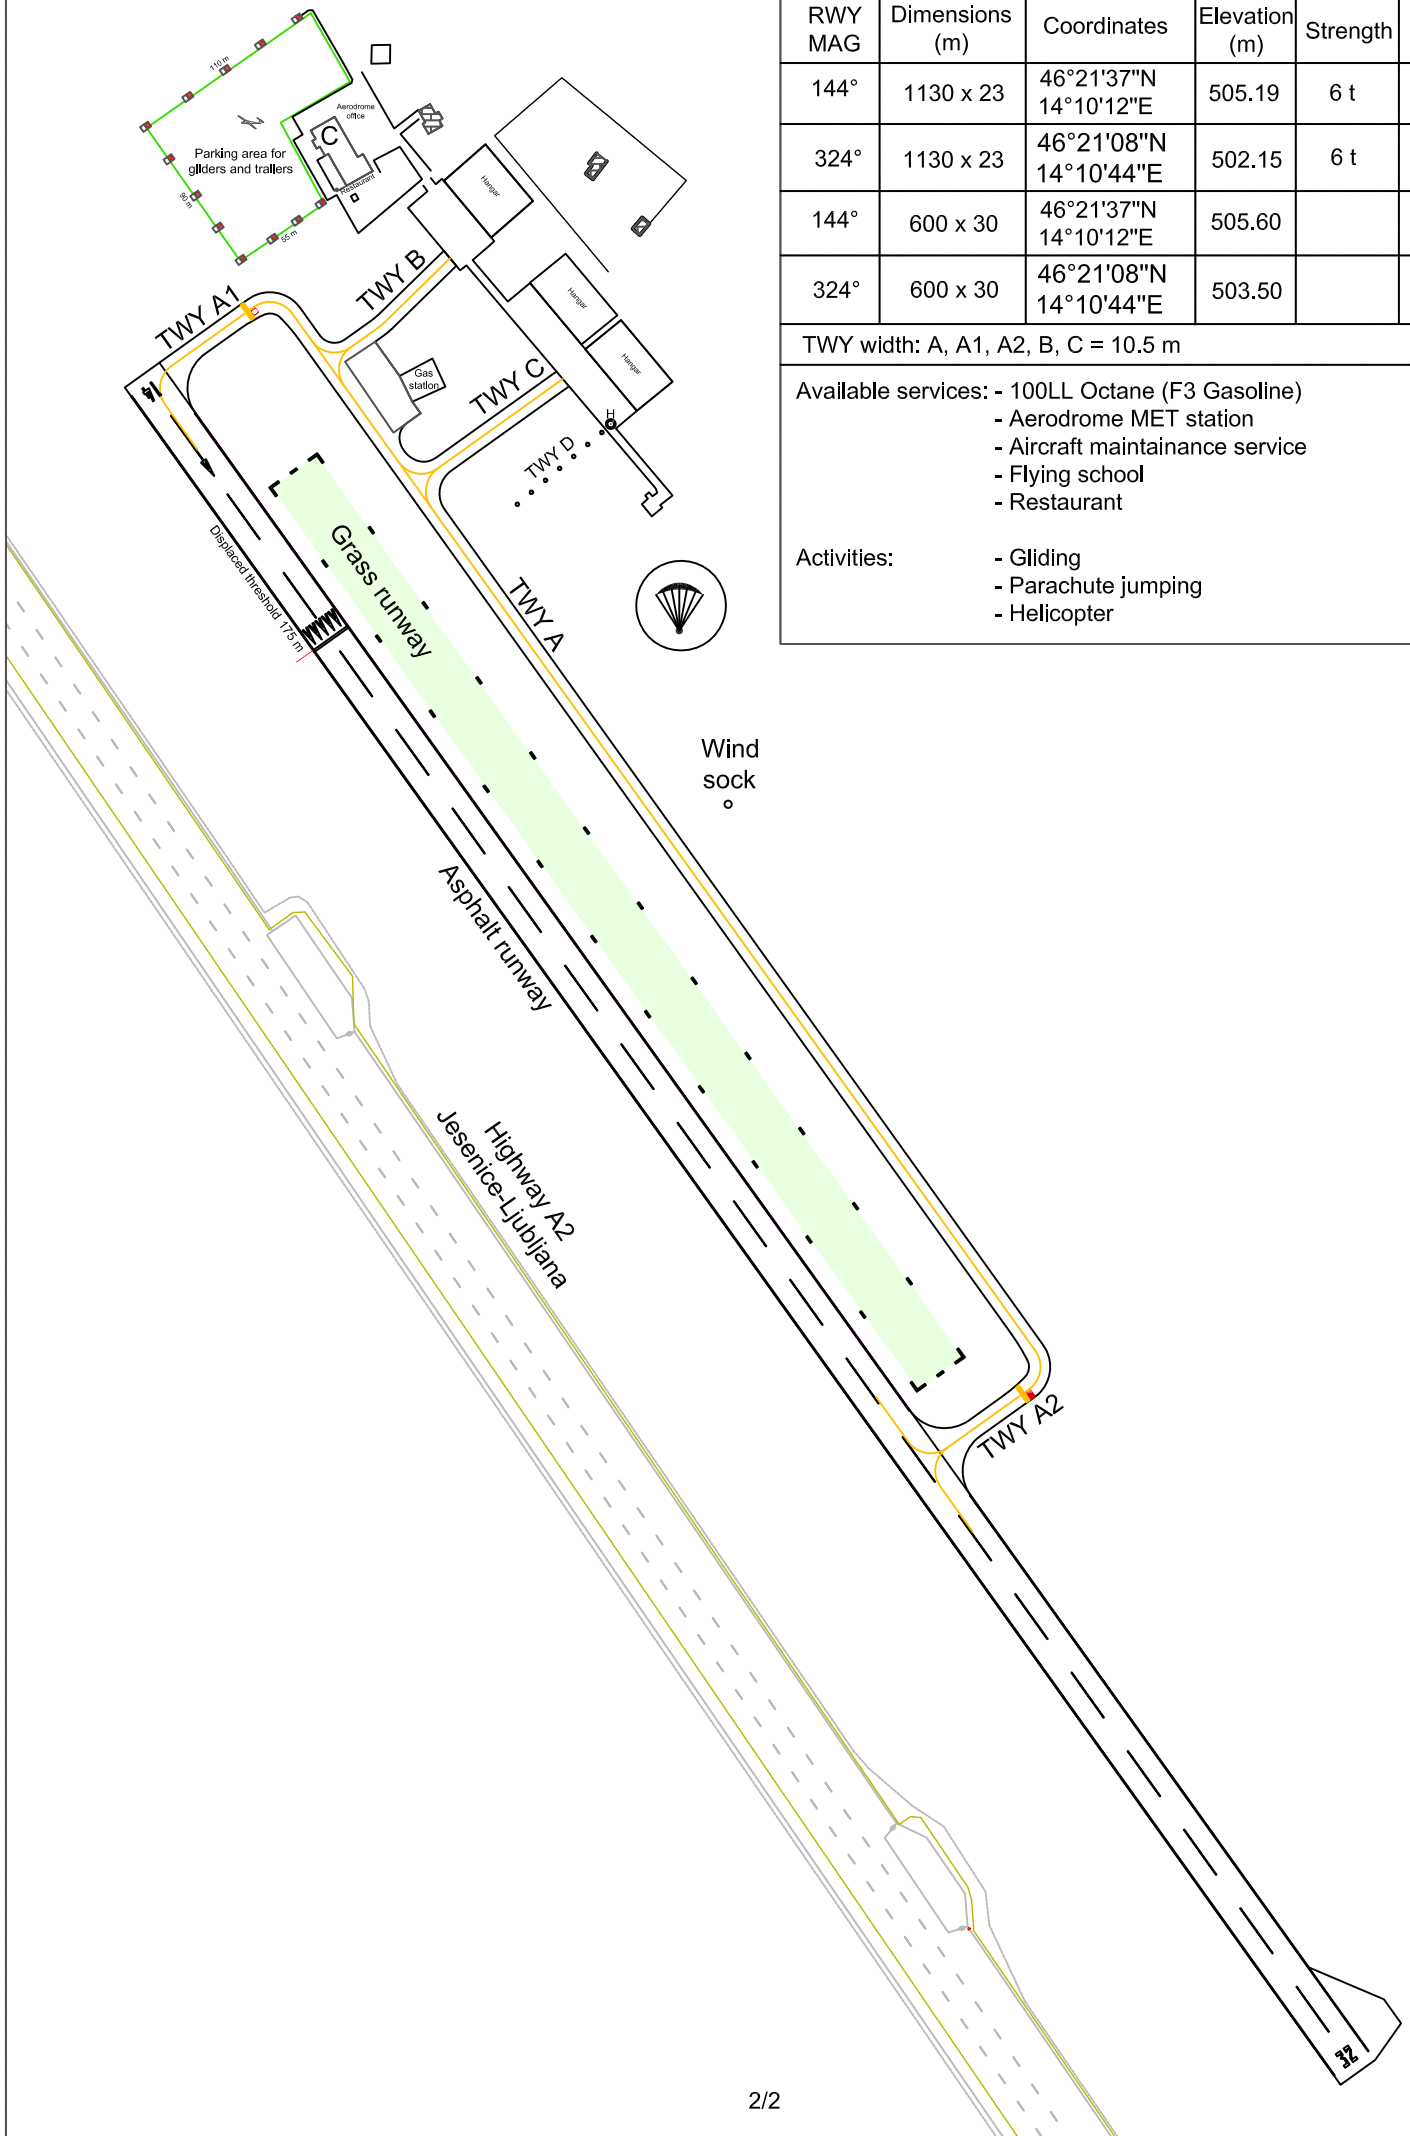 RWY
MAG
Dimensions
(m)
Coordinates
Elevation
(m)
Strength
144°
1130 x 23
46°21'37"N
14°10'12"E
505.19
6 t
324°
1130 x 23
46°21'08"N
14°10'44"E
502.15
6 t
144°
600 x 30
46°21'37"N
14°10'12"E
505.60
324°
600 x 30
46°21'08"N
14°10'44"E
503.50
TWY width: A, A1, A2, B, C = 10.5 m
Available services: - 100LL Octane (F3 Gasoline)
- Aerodrome MET station
- Aircraft maintainance service
- Flying school
- Restaurant
Activities: - Gliding
- Parachute jumping
- Helicopter
110 m
Aerodrome
office
C
Parking area for
gliders and trailers
Restaurant
90 m
55 m
Hangar
Hangar
Hangar
TWY B
TWY A1
Gas
station
TWY C
H
TWY D
14
Displaced threshold 175 m
Grass runway
TWY A
Wind
sock
Asphalt runway
Highway A2
Jesenice-Ljubljana
TWY A2
32
2/2